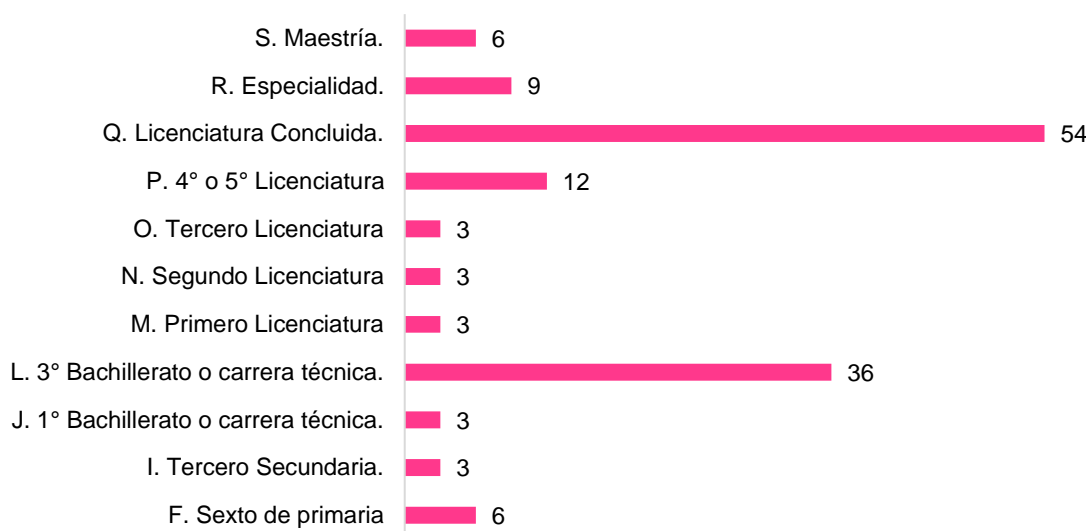 S. Maestría. 6
R. Especialidad. 9
Q. Licenciatura Concluida. 54
P. 4° o 5° Licenciatura 12
O. Tercero Licenciatura 3
N. Segundo Licenciatura 3
M. Primero Licenciatura 3
L. 3° Bachillerato o carrera técnica. 36
J. 1° Bachillerato o carrera técnica. 3
I. Tercero Secundaria. 3
F. Sexto de primaria 6